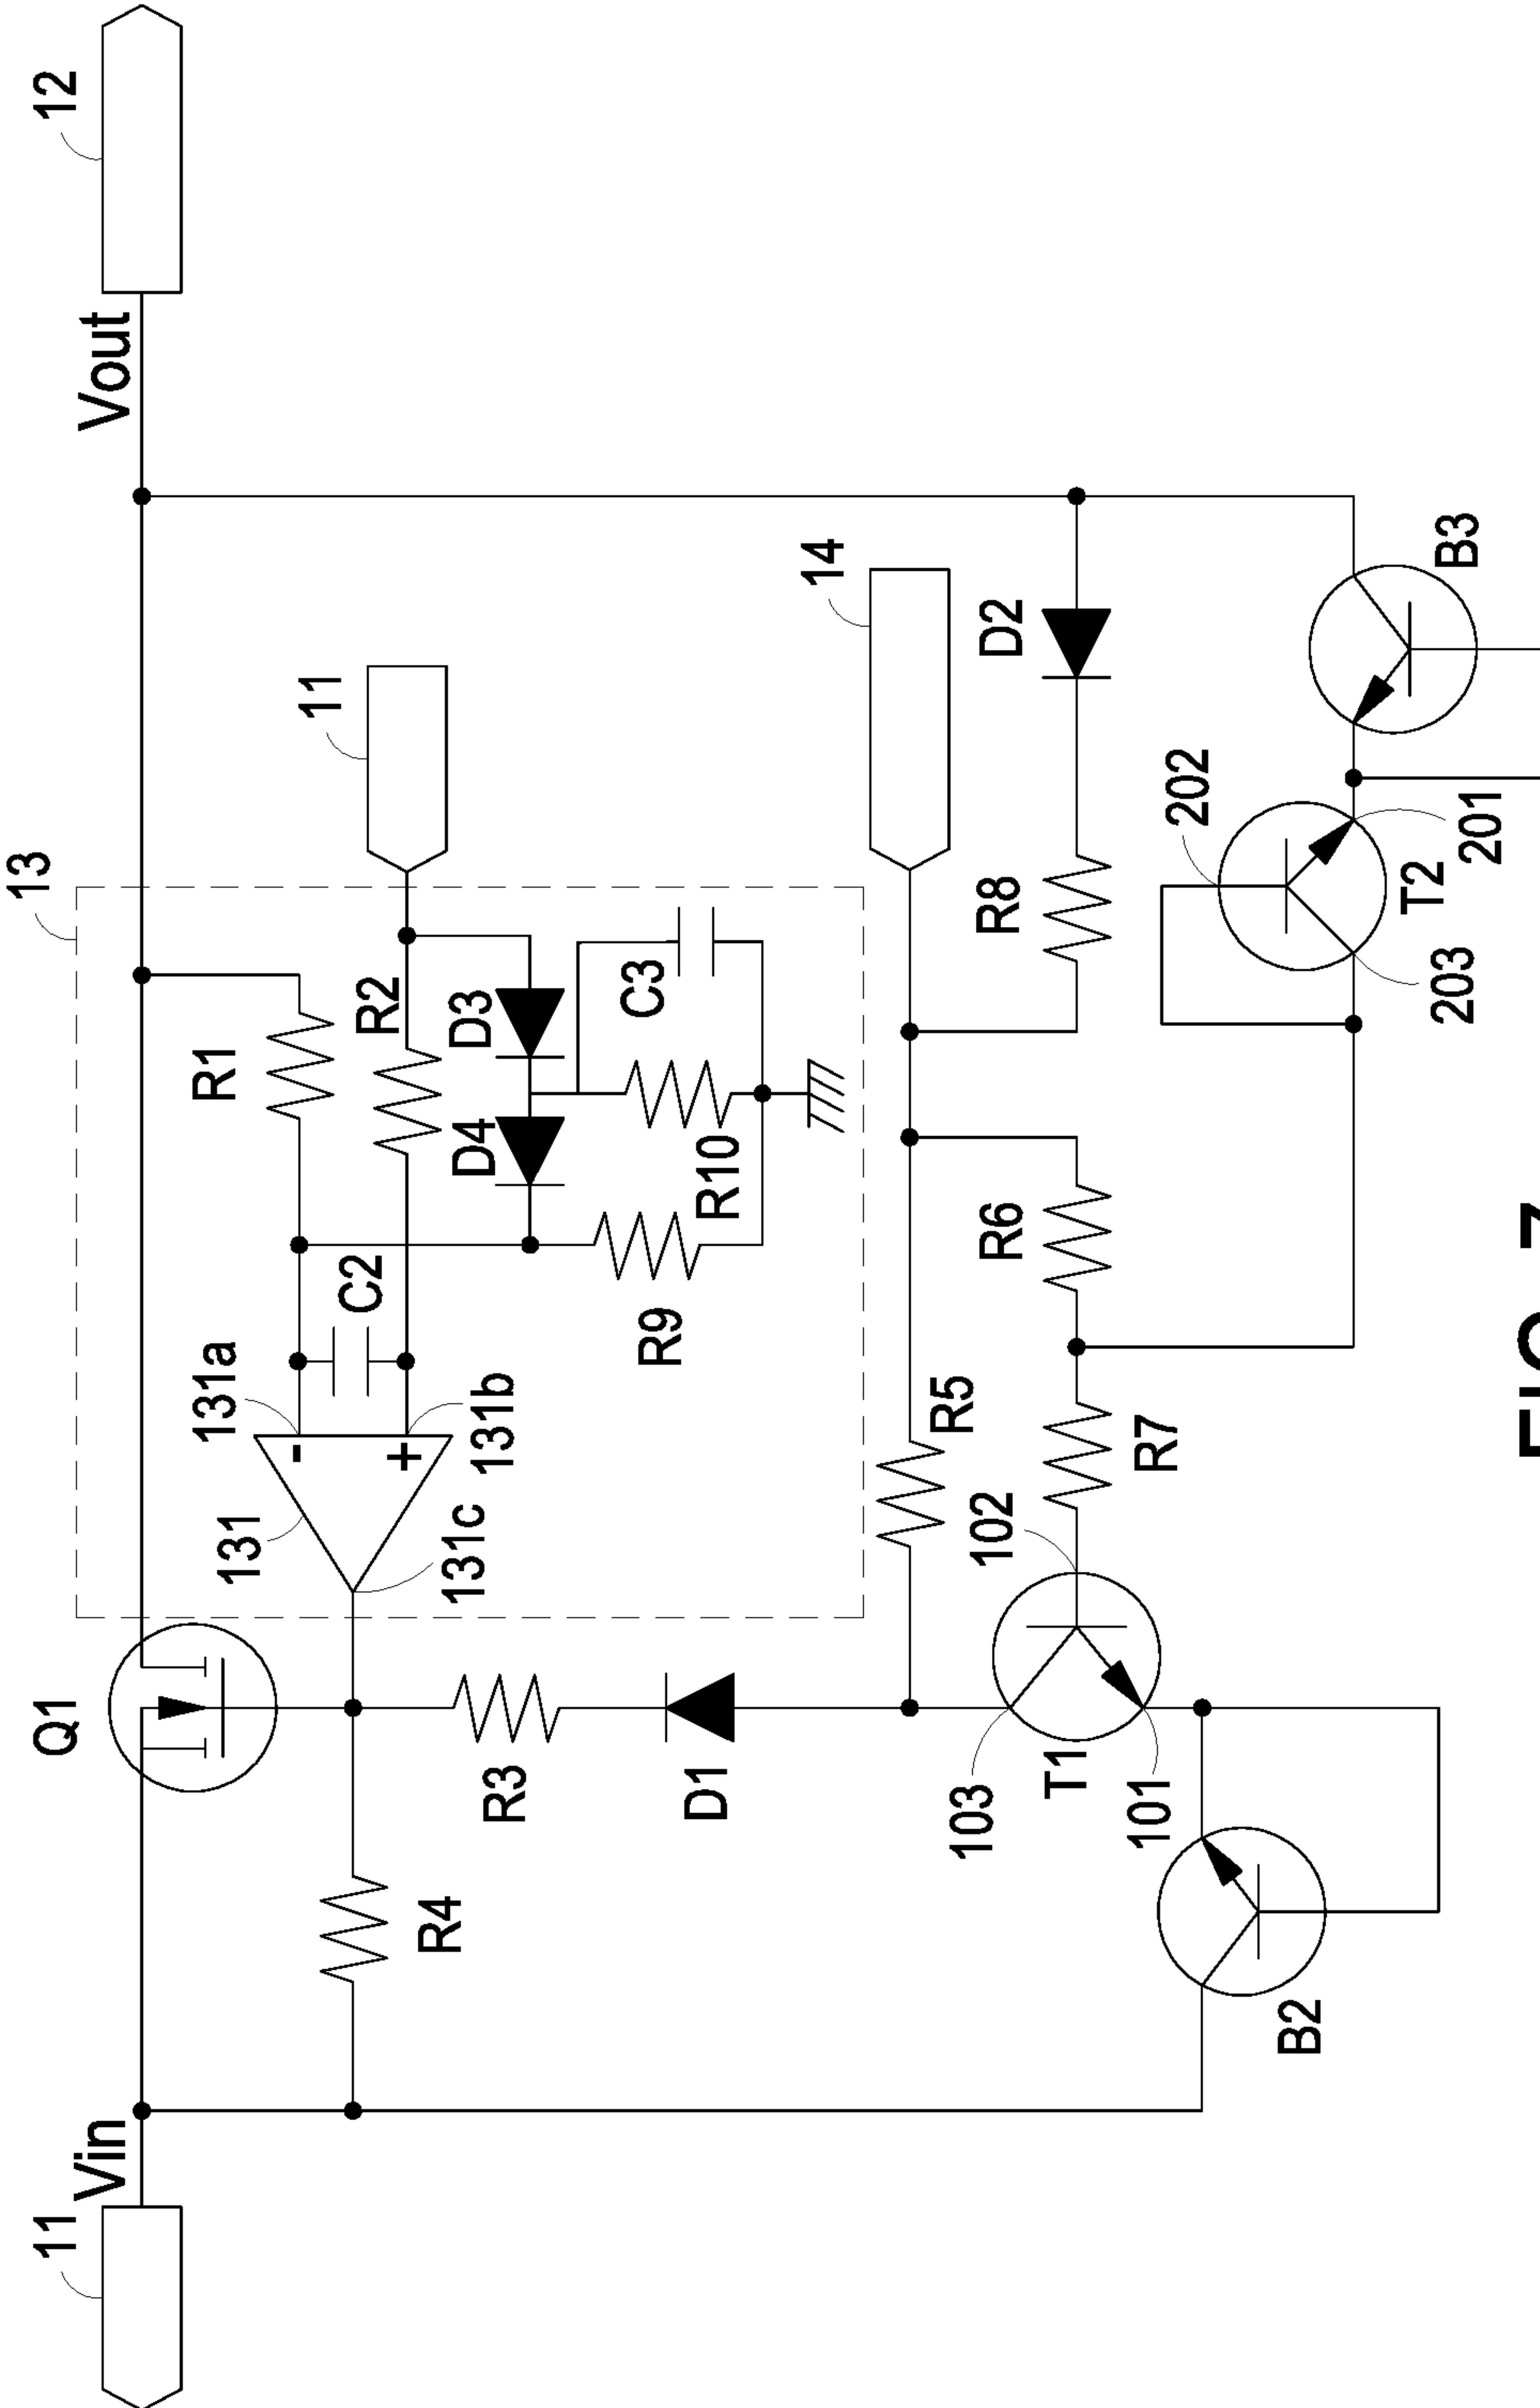 11
Q1
13
12
Vin
Vout
131a
R1
131
-
11
C2
R2
+
R4
131c
131b
D4
D3
R3
C3
R9
D1
R10
14
R5
103
102
R6
R8
D2
T1
101
R7
202
B2
T2
203
201
B3